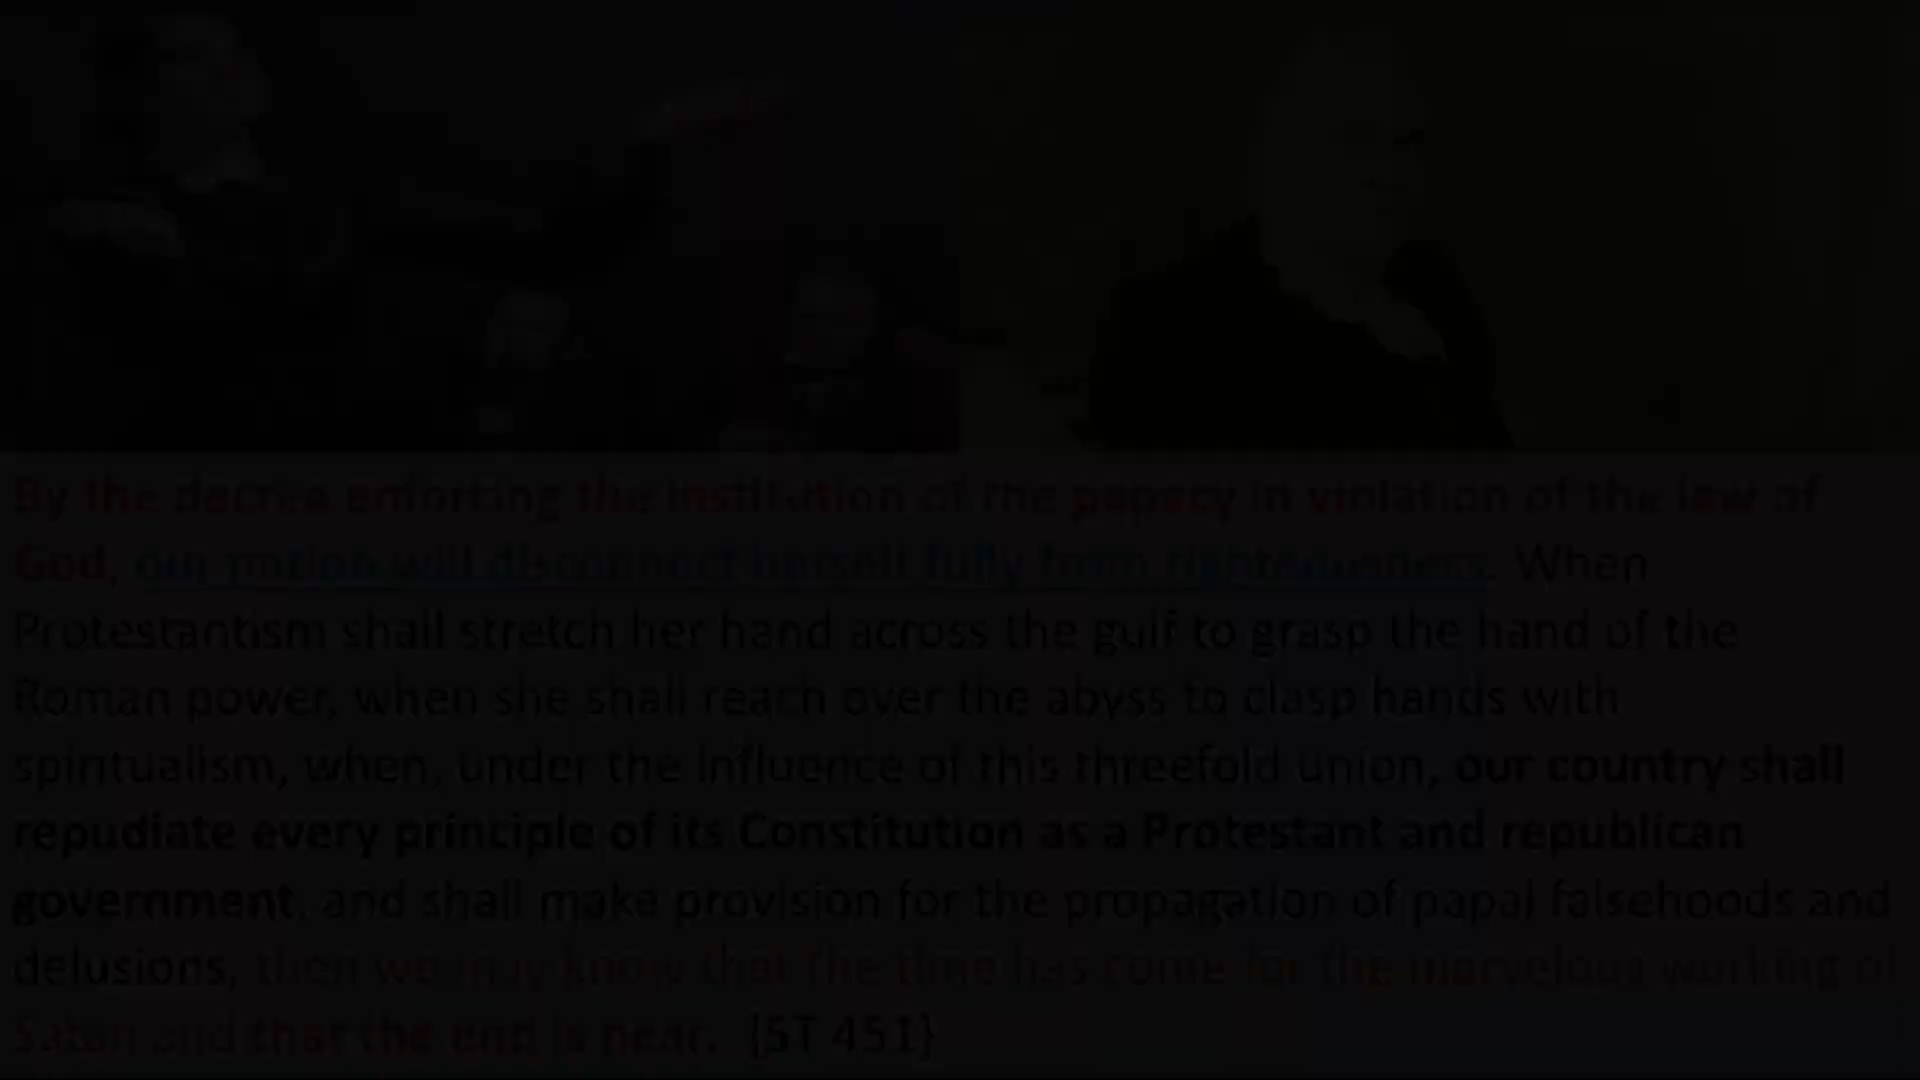 By the decree enforcing the institution of the papacy in violation of the law of
God, our nation will disconnect herself fully from righteousness. When
Protestantism shall stretch her hand across the gulf to grasp the hand of the
Roman power, when she shall reach over the abyss to clasp hands with
spiritualism, when, under the influence of this threefold union, our country shall
repudiate every principle of its Constitution as a Protestant and republican
government, and shall make provision for the propagation of papal falsehoods and
delusions, then we may know that the time has come for the marvelous working of
Satan and that the end is near. {5T 451}